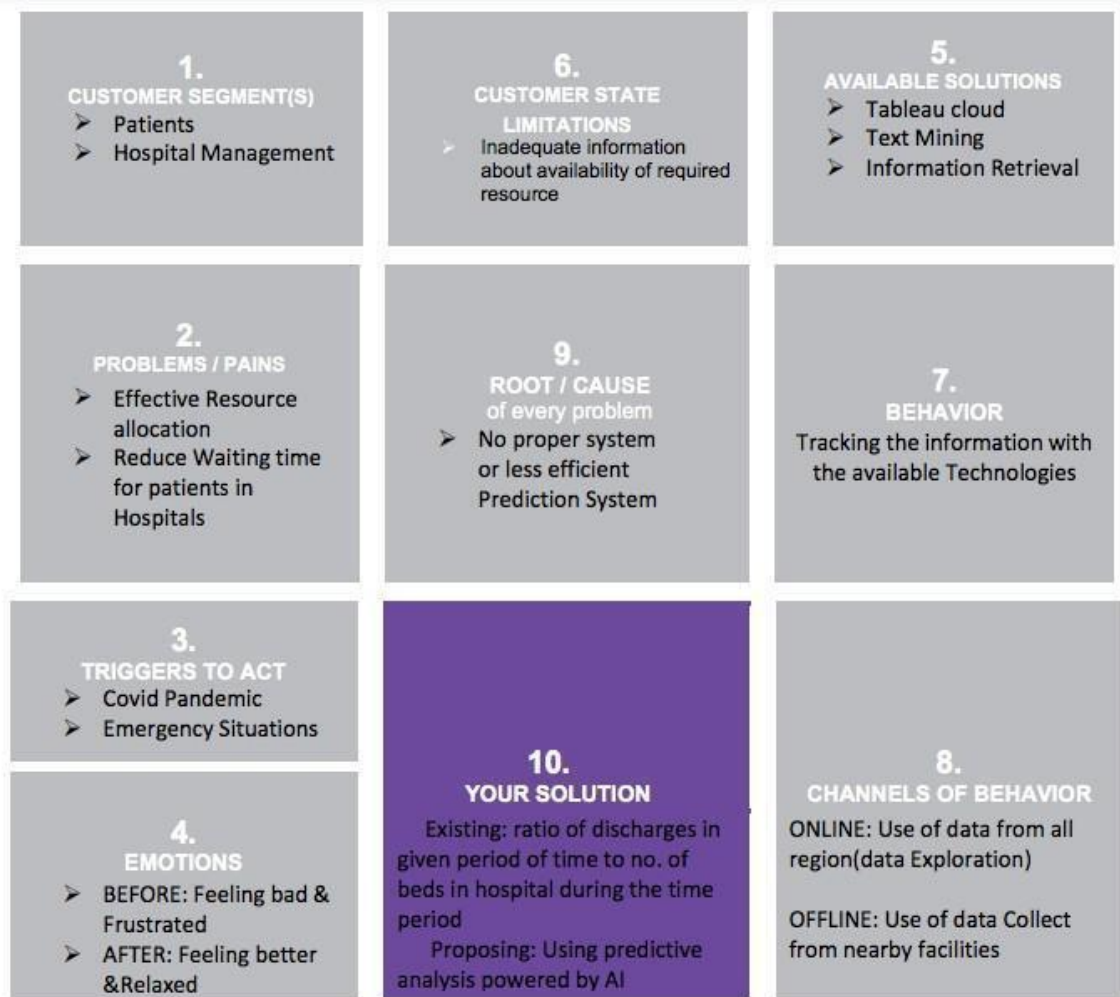 1.
CUSTOMER SEGMENT(S)
➢ Patients
➢ Hospital Management
6.
CUSTOMER STATE
LIMITATIONS
➢ Inadequate information
about availability of required
resource
5.
AVAILABLE SOLUTIONS
➢ Tableau cloud
➢ Text Mining
➢ Information Retrieval
2.
PROBLEMS / PAINS
➢ Effective Resource
allocation
➢ Reduce Waiting time
for patients in
Hospitals
9.
ROOT / CAUSE
of every problem
➢ No proper system
or less efficient
Prediction System
7.
BEHAVIOR
Tracking the information with
the available Technologies
3.
TRIGGERS TO ACT
➢ Covid Pandemic
➢ Emergency Situations
4.
EMOTIONS
➢ BEFORE: Feeling bad &
Frustrated
➢ AFTER: Feeling better
&Relaxed
10.
YOUR SOLUTION
Existing: ratio of discharges in
given period of time to no. of
beds in hospital during the time
period
Proposing: Using predictive
analysis powered by AI
8.
CHANNELS OF BEHAVIOR
ONLINE: Use of data from all
region(data Exploration)
OFFLINE: Use of data Collect
from nearby facilities